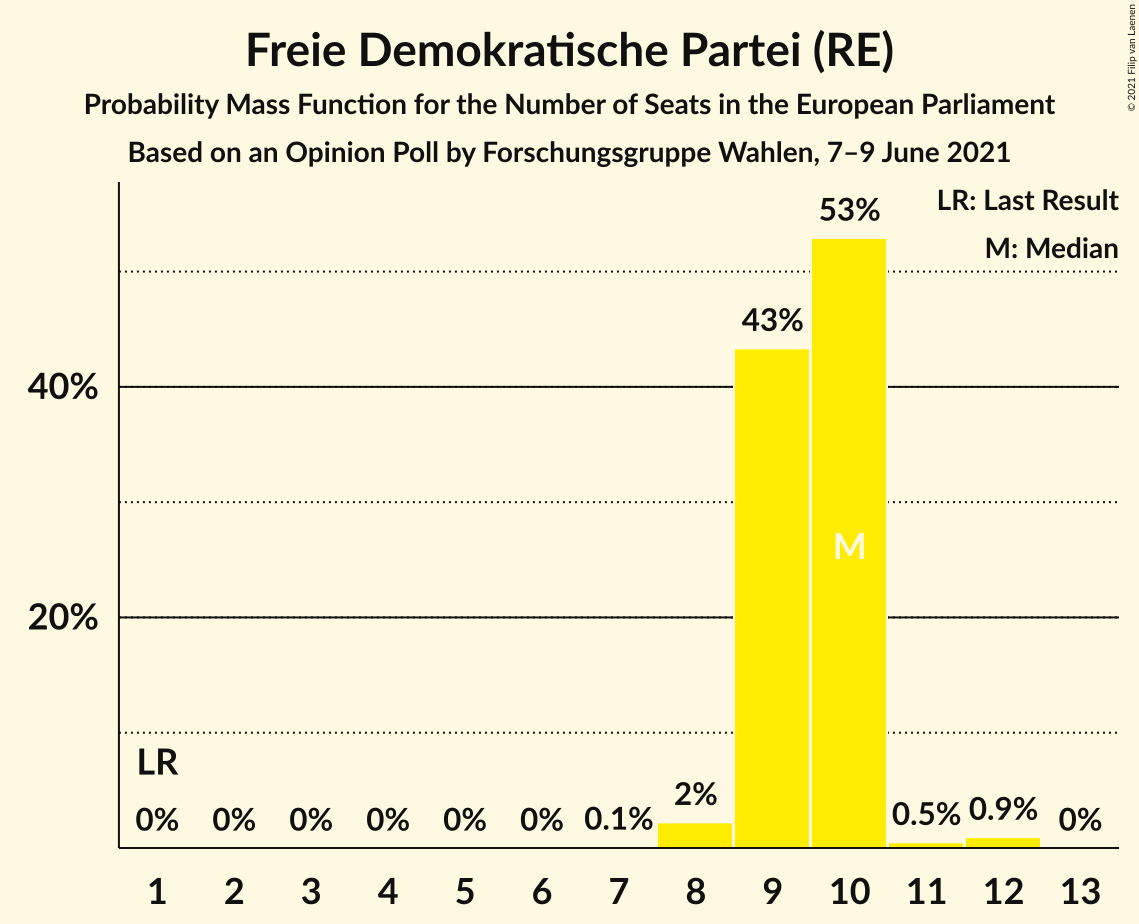 Freie Demokratische Partei (RE)
Probability Mass Function for the Number of Seats in the European Parliament
Based on an Opinion Poll by Forschungsgruppe Wahlen, 7–9 June 2021
© 2021 Filip van Laenen
LR: Last Result
M: Median
53%
43%
40%
M
20%
LR
0% 0% 0% 0% 0% 0% 0.1% 2% 0.5% 0.9% 0%
1 2 3 4 5 6 7 8 9 10 11 12 13